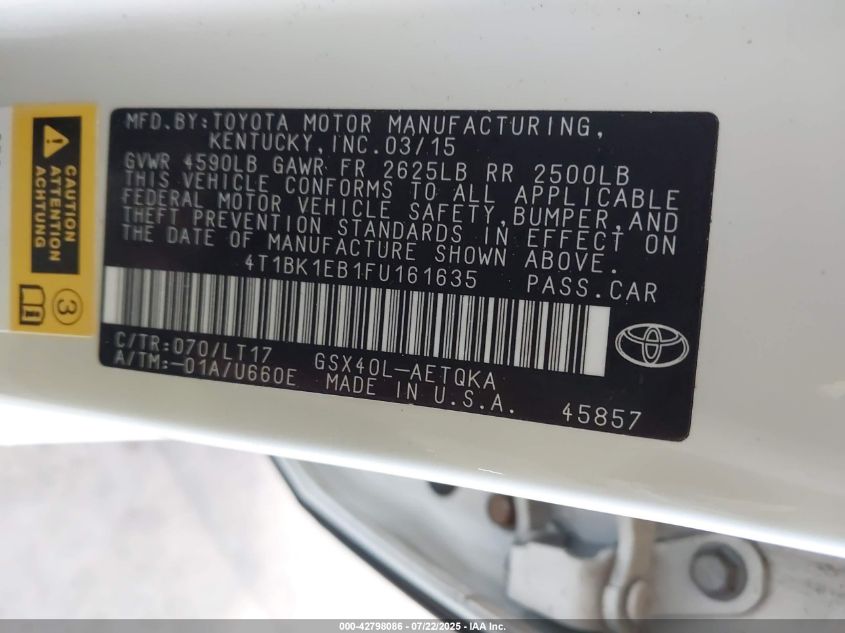 MFD.BY:TOYOTA MOTOR MANUFACTURING,
KENTUCKY,INC.03/15
GVWR 4590LB GAWR FR 2625LB RR 2500LB
THIS VEHICLE CONFORMS TO ALL APPLICABLE
FEDERAL MOTOR VEHICLE SAFETY,BUMPER,AND
THEFT PREVENTION STANDARDS IN EFFECT ON
THE DATE OF MANUFACTURE SHOWN ABOVE.
4T1BK1EB1FU161635 PASS.CAR
C/TR:070/LT17 GSX40L-AETQKA
A/TM:-01A/U660E MADE IN U.S.A. 45857
CAUTION
ATTENTION
ACHTUNG
3
000-42798086 - 07/22/2025 - IAA Inc.